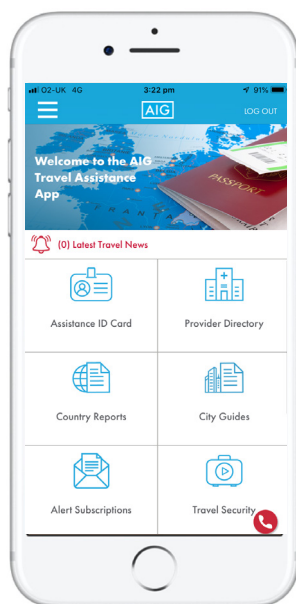 O2-UK 4G 3:22 pm 91%
AIG LOG OUT
Welcome to the AIG
Travel Assistance
App
PASSPORT
FRANIA
(0) Latest Travel News
Assistance ID Card Provider Directory
Country Reports City Guides
Alert Subscriptions Travel Security